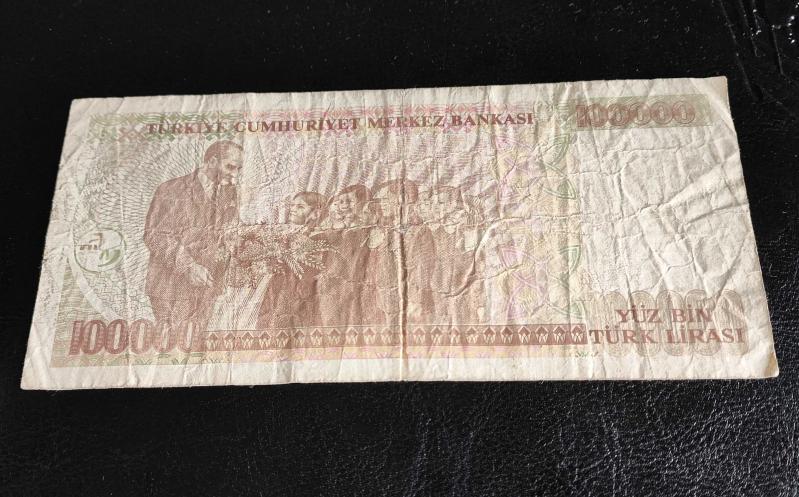 TÜRKİYE CUMHURİYET MERKEZ BANKASI
100000
100000
YÜZ BİN
TÜRK LİRASI